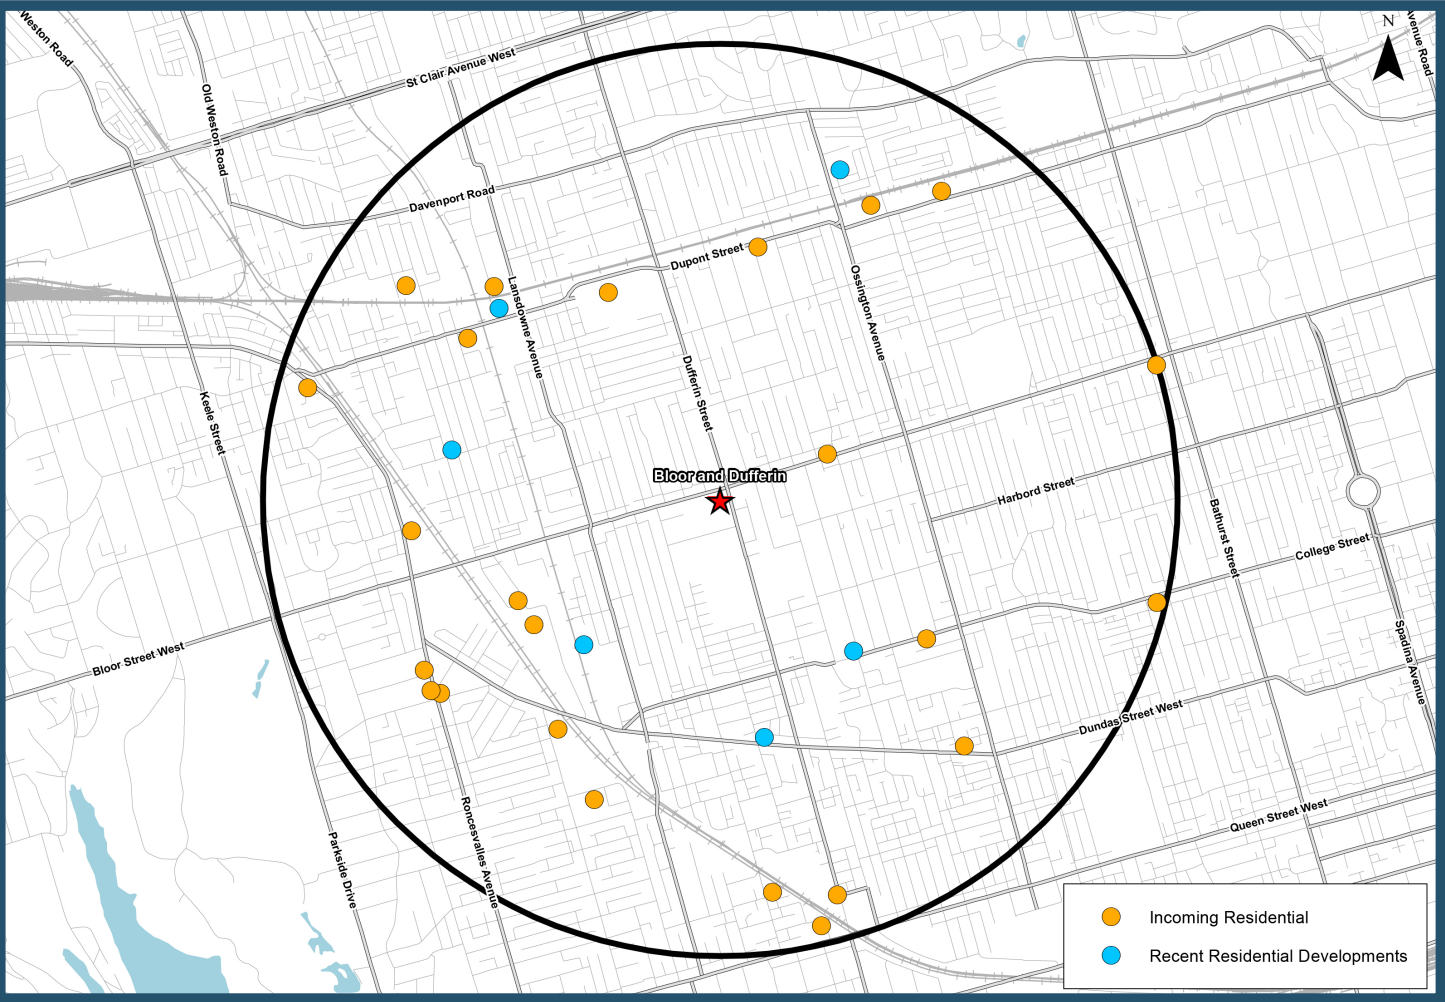 Weston Road
Old Weston Road
St Clair Avenue West
N
Avenue Road
Davenport Road
Dupont Street
Lansdowne Avenue
Ossington Avenue
Dufferin Street
Keele Street
Bloor and Dufferin
Harbord Street
Bathurst Street
College Street
Bloor Street West
Spadina Avenue
Dundas Street West
Queen Street West
Roncesvalles Avenue
Parkside Drive
Incoming Residential
Recent Residential Developments